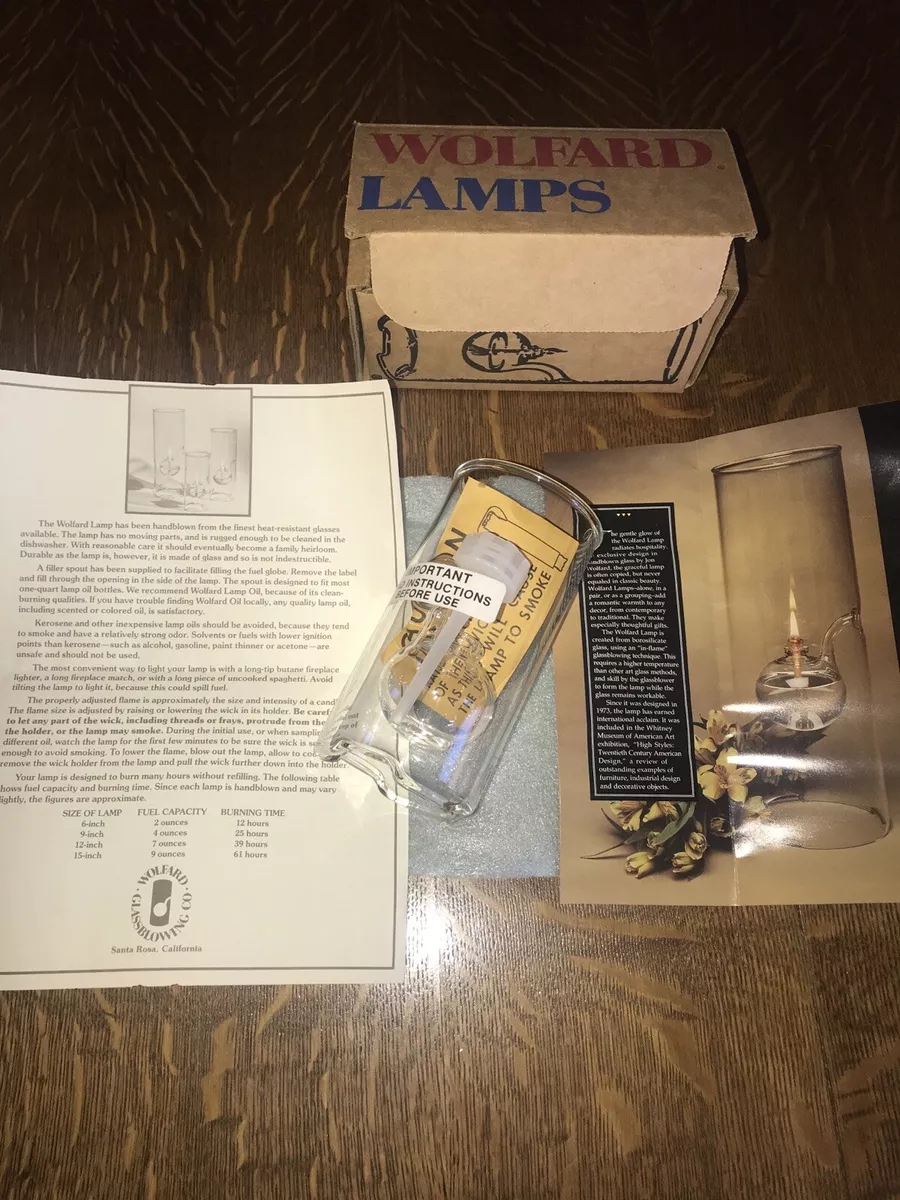 WOLFARD
LAMPS
The Wolfard Lamp has been handblown from the finest heat-resistant glasses
available. The lamp has no moving parts, and is rugged enough to be cleaned in the
dishwasher. With reasonable care it should eventually become a family heirloom.
Durable as the lamp is, however, it is made of glass and so is not indestructible.
A filler spout has been supplied to facilitate filling the fuel globe. Remove the label
and fill through the opening in the side of the lamp. The spout is designed to fit most
one-quart lamp oil bottles. We recommend Wolfard Lamp Oil, because of its clean-
burning qualities. If you have trouble finding Wolfard Oil locally, any quality lamp oil,
including scented or colored oil, is satisfactory.
Kerosene and other inexpensive lamp oils should be avoided, because they tend
to smoke and have a relatively strong odor. Solvents or fuels with lower ignition
points than kerosene—such as alcohol, gasoline, paint thinner or acetone—are
unsafe and should not be used.
The most convenient way to light your lamp is with a long-tip butane fireplace
lighter, a long fireplace match, or with a long piece of uncooked spaghetti. Avoid
tilting the lamp to light it, because this could spill fuel.
The properly adjusted flame is approximately the size and intensity of a cand
The flame size is adjusted by raising or lowering the wick in its holder. Be caref
to let any part of the wick, including threads or frays, protrude from the
the holder, or the lamp may smoke. During the initial use, or when samplin
different oil, watch the lamp for the first few minutes to be sure the wick is
enough to avoid smoking. To lower the flame, blow out the lamp, allow to
remove the wick holder from the lamp and pull the wick further down into the holder.
Your lamp is designed to burn many hours without refilling. The following table
hows fuel capacity and burning time. Since each lamp is handblown and may vary
lightly, the figures are approximate.
SIZE OF LAMP FUEL CAPACITY BURNING TIME
6-inch 2 ounces 12 hours
9-inch 4 ounces 25 hours
12-inch 7 ounces 39 hours
15-inch 9 ounces 61 hours
WOLFARD
GLASSBLOWING CO
Santa Rosa, California
MPORTANT
INSTRUCTIONS
BEFORE USE
OF THE
AS WILL CAUSE
THE LAMP TO SMOKE
he gentle glow of
the Wolfard Lamp
radiates hospitality.
exclusive design in
handblown glass by Jon
Wolfard, the graceful lamp
is often copied, but never
equaled in classic beauty.
Wolfard Lamps–alone, in a
pair, or as a grouping–add
a romantic warmth to any
decor, from contemporary
to traditional. They make
especially thoughtful gifts.
The Wolfard Lamp is
created from borosilicate
glass, using an "in-flame"
glassblowing technique. This
requires a higher temperature
than other art glass methods,
and skill by the glassblower
to form the lamp while the
glass remains workable.
Since it was designed in
1973, the lamp has earned
international acclaim. It was
included in the Whitney
Museum of American Art
exhibition, "High Styles:
Twentieth Century American
Design," a review of
outstanding examples of
furniture, industrial design
and decorative objects.